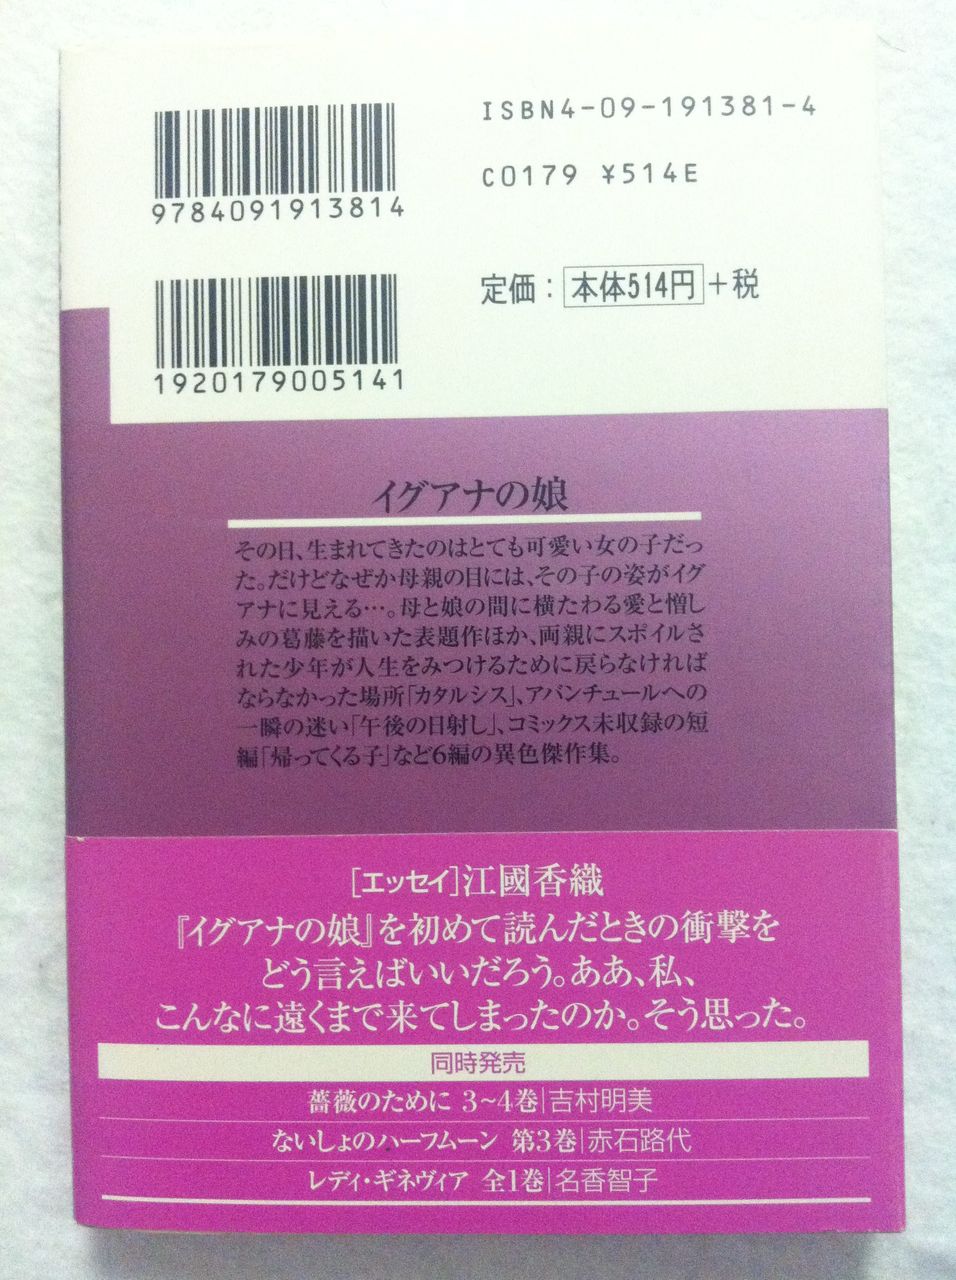 ISBN4-09-191381-4
C0179 ¥514E
9784091913814
定価：本体514円＋税
1920179005141
イグアナの娘
その日、生まれてきたのはとても可愛い女の子だっ
た。だけどなぜか母親の目には、その子の姿がイグ
アナに見える…。母と娘の間に横たわる愛と憎し
みの葛藤を描いた表題作ほか、両親にスポイルさ
れた少年が人生をみつけるために戻らなければ
ならなかった場所「カタルシス」、アバンチュールへの
一瞬の迷い「午後の日射し」、コミックス未収録の短
編「帰ってくる子」など6編の異色傑作集。
［エッセイ］江國香織
『イグアナの娘』を初めて読んだときの衝撃を
どう言えばいいだろう。ああ、私、
こんなに遠くまで来てしまったのか。そう思った。
同時発売
薔薇のために 3〜4巻|吉村明美
ないしょのハーフムーン 第3巻|赤石路代
レディ・ギネヴィア 全1巻|名香智子